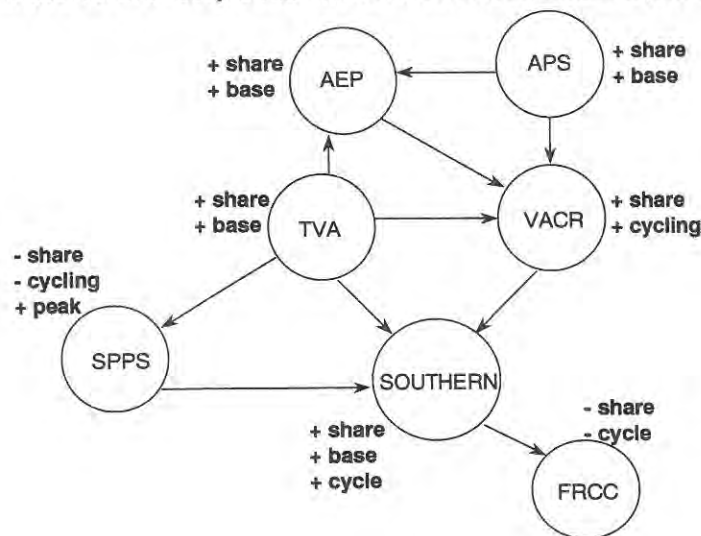 + share
+ base
AEP
APS
+ share
+ base
+ share
+ base
TVA
VACR
+ share
+ cycling
- share
- cycling
+ peak
SPPS
SOUTHERN
+ share
+ base
+ cycle
- share
- cycle
FRCC